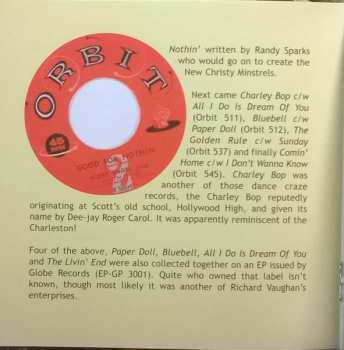 Nothin' written by Randy Sparks
who would go on to create the
New Christy Minstrels.
Next came Charley Bop c/w
All I Do Is Dream Of You
(Orbit 511), Bluebell c/w
Paper Doll (Orbit 512), The
Golden Rule c/w Sunday
(Orbit 537) and finally Comin'
Home c/w I Don't Wanna Know
(Orbit 545). Charley Bop was
another of those dance craze
records, the Charley Bop reputedly
originating at Scott's old school, Hollywood High, and given its
name by Dee-jay Roger Carol. It was apparently reminiscent of the
Charleston!
Four of the above, Paper Doll, Bluebell, All I Do Is Dream Of You
and The Livin' End were also collected together on an EP issued by
Globe Records (EP-GP 3001). Quite who owned that label isn't
known, though most likely it was another of Richard Vaughan's
enterprises.
ORBIT
45
RPM